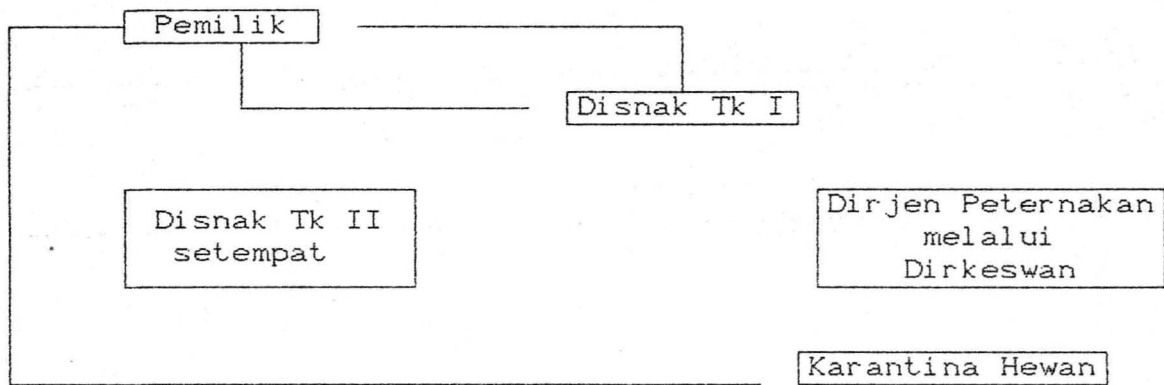 Pemilik
Disnak Tk I
Disnak Tk II
setempat
Dirjen Peternakan
melalui
Dirkeswan
Karantina Hewan